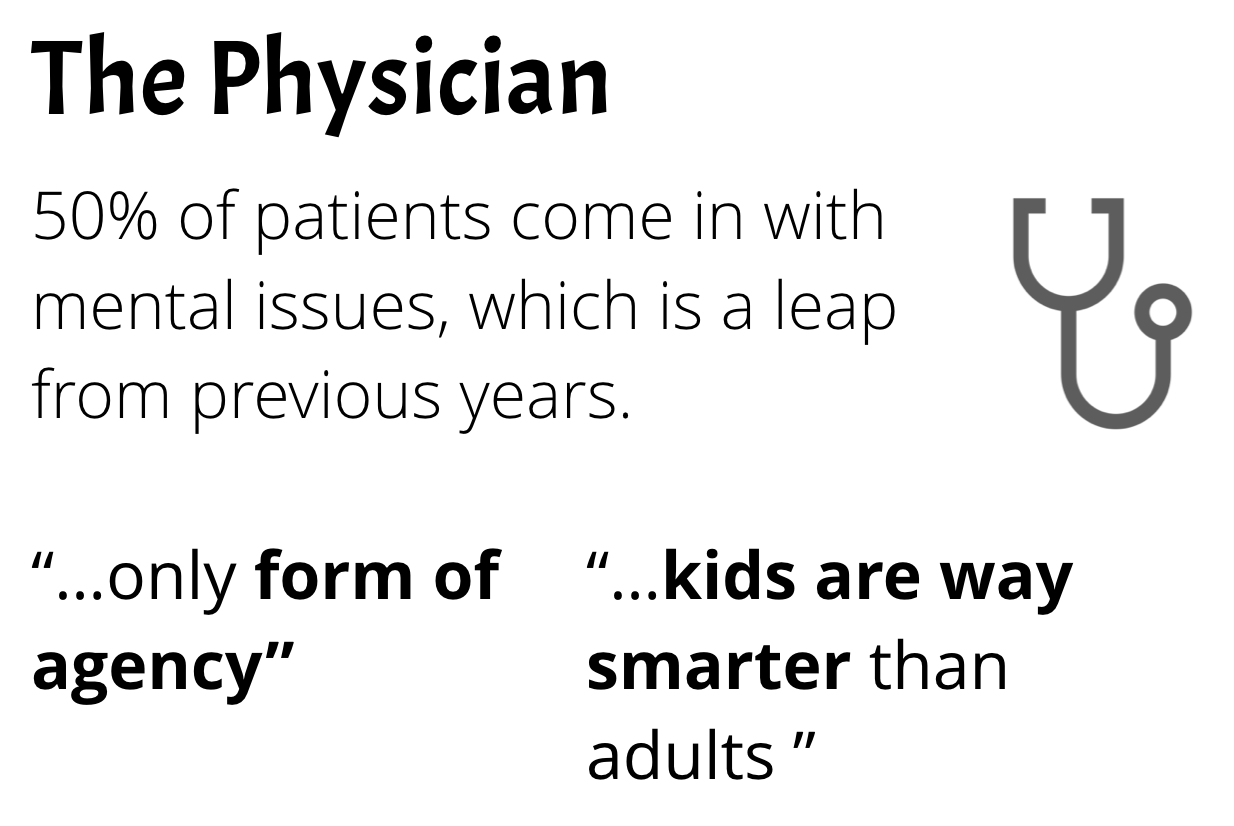 The Physician
50% of patients come in with
mental issues, which is a leap
from previous years.
“...only form of
agency”
“...kids are way
smarter than
adults ”